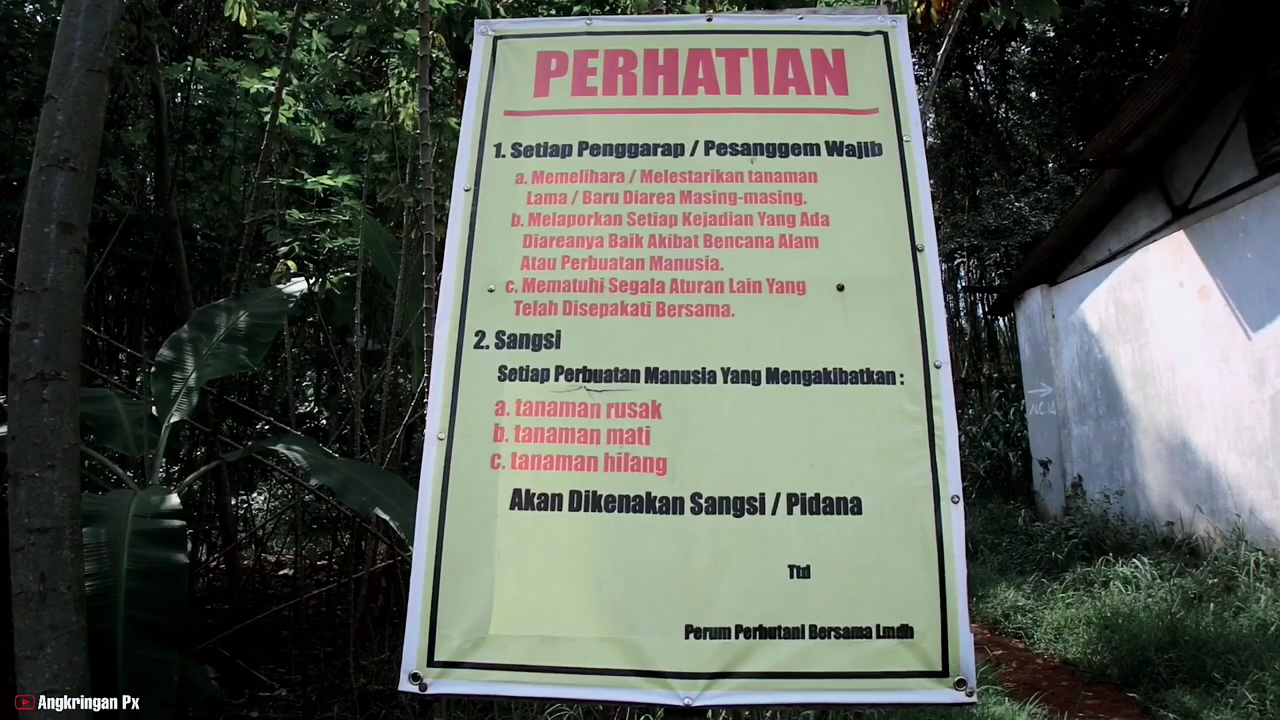 PERHATIAN
1. Setiap Penggarap / Pesanggem Wajib
a. Memelihara / Melestarikan tanaman
Lama / Baru Diarea Masing-masing.
b. Melaporkan Setiap Kejadian Yang Ada
Diareanya Baik Akibat Bencana Alam
Atau Perbuatan Manusia.
c. Mematuhi Segala Aturan Lain Yang
Telah Disepakati Bersama.
2. Sangsi
Setiap Perbuatan Manusia Yang Mengakibatkan :
a. tanaman rusak
b. tanaman mati
c. tanaman hilang
Akan Dikenakan Sangsi / Pidana
Ttd
Perum Perhutani Bersama Lmdh
Angkringan Px